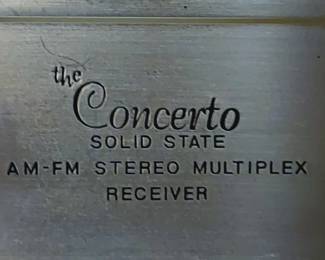 the
Concerto
SOLID STATE
AM-FM STEREO MULTIPLEX
RECEIVER